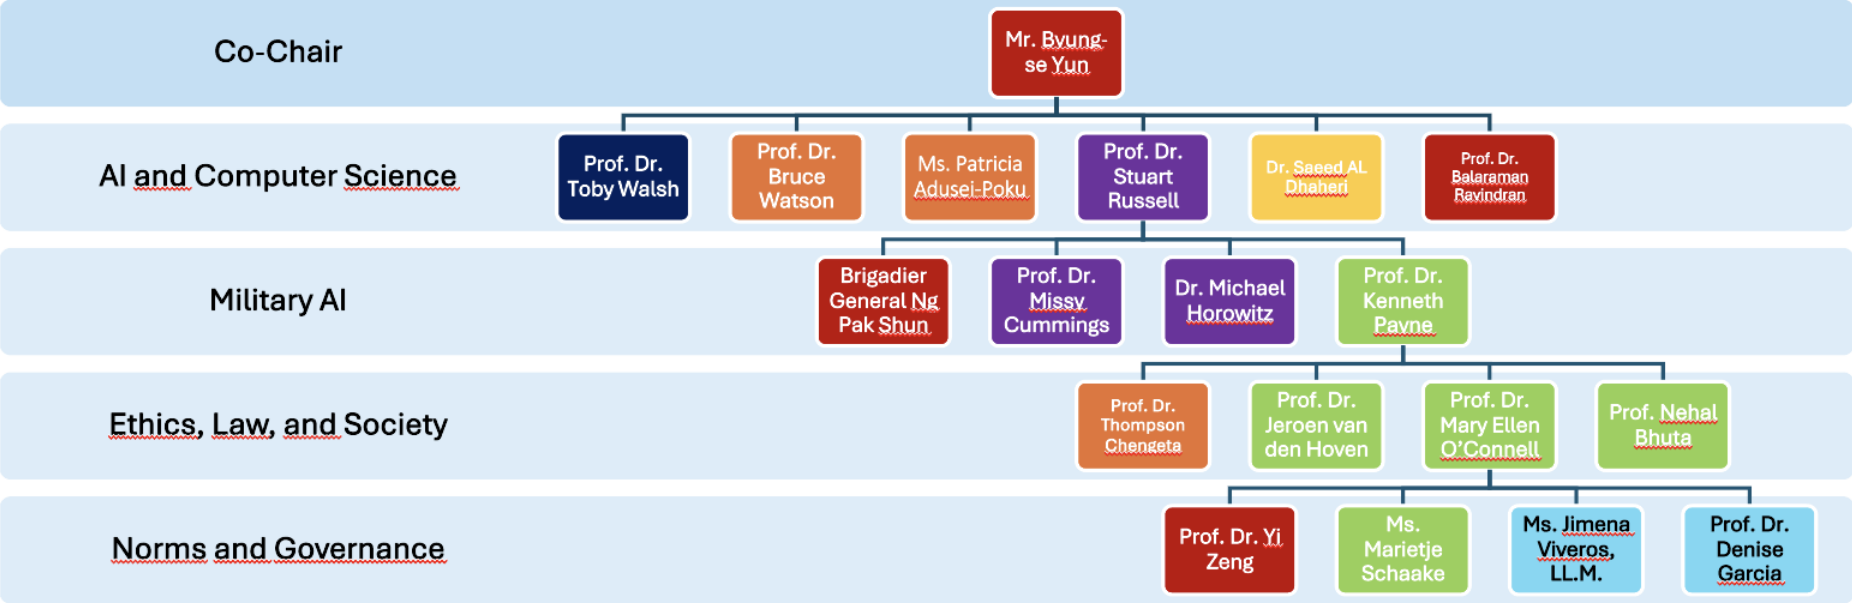 Co-Chair
Mr. Byung-
se Yun
AI and Computer Science
Prof. Dr.
Toby Walsh
Prof. Dr.
Bruce
Watson
Ms. Patricia
Adusei-Poku
Prof. Dr.
Stuart
Russell
Dr. Saeed AL
Dhaheri
Prof. Dr.
Balaraman
Ravindran
Military AI
Brigadier
General Ng
Pak Shun
Prof. Dr.
Missy
Cummings
Dr. Michael
Horowitz
Prof. Dr.
Kenneth
Payne
Ethics, Law, and Society
Prof. Dr.
Thompson
Chengeta
Prof. Dr.
Jeroen van
den Hoven
Prof. Dr.
Mary Ellen
O’Connell
Prof. Nehal
Bhuta
Norms and Governance
Prof. Dr. Yi
Zeng
Ms.
Marietje
Schaake
Ms. Jimena
Viveros,
LL.M.
Prof. Dr.
Denise
Garcia